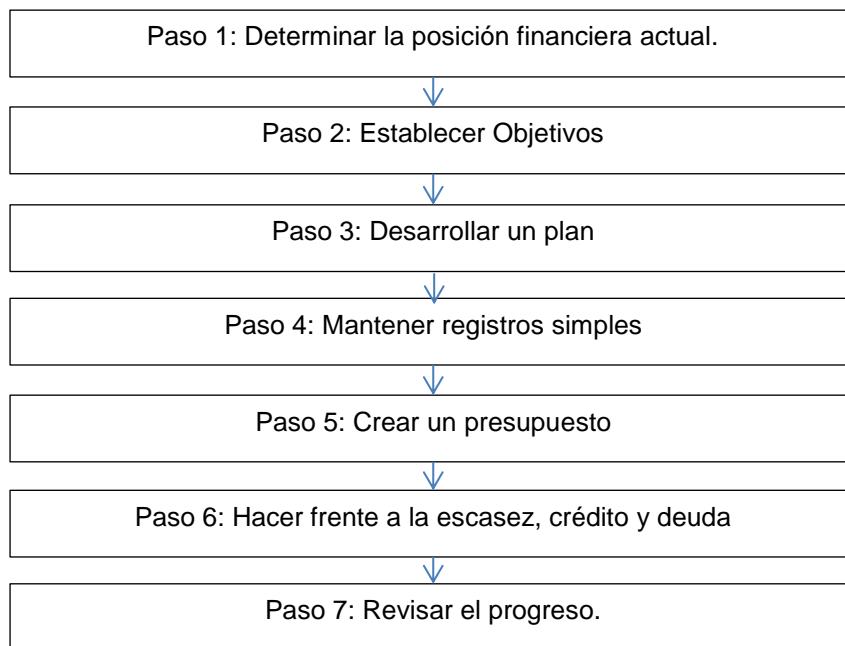 Paso 1: Determinar la posición financiera actual.
Paso 2: Establecer Objetivos
Paso 3: Desarrollar un plan
Paso 4: Mantener registros simples
Paso 5: Crear un presupuesto
Paso 6: Hacer frente a la escasez, crédito y deuda
Paso 7: Revisar el progreso.